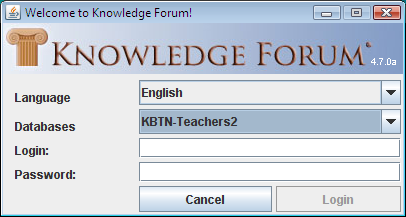 Welcome to Knowledge Forum!
KNOWLEDGE FORUM
4.7.0a
Language English
Databases KBTN-Teachers2
Login:
Password:
Cancel Login